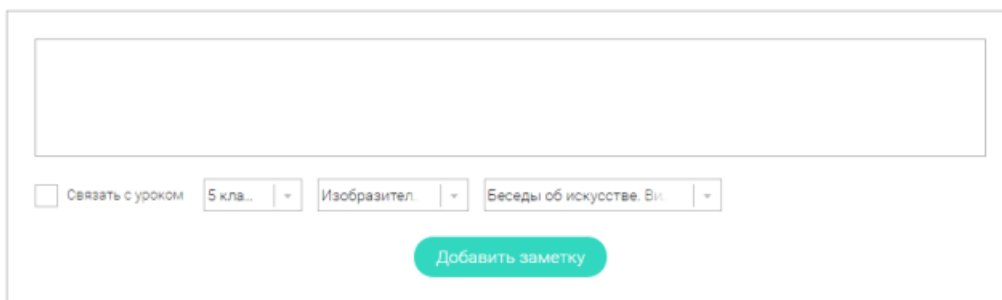 Связать с уроком 5 кла... Изобразител Беседы об искусстве. Ви
Добавить заметку